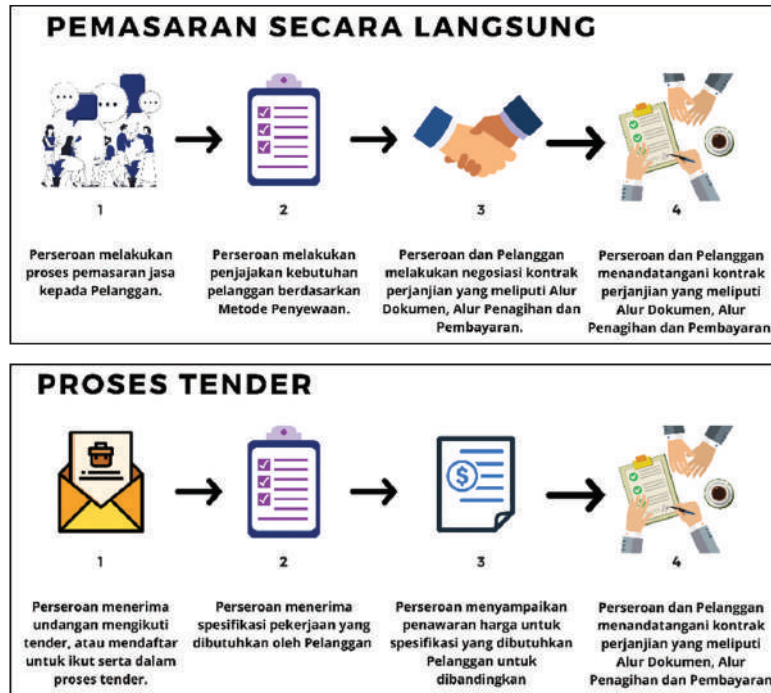 PEMASARAN SECARA LANGSUNG
1
Perseroan melakukan
proses pemasaran jasa
kepada Pelanggan.
2
Perseroan melakukan
penjajakan kebutuhan
pelanggan berdasarkan
Metode Penyewaan.
3
Perseroan dan Pelanggan
melakukan negosiasi kontrak
perjanjian yang meliputi Alur
Dokumen, Alur Penagihan dan
Pembayaran.
4
Perseroan dan Pelanggan
menandatangani kontrak
perjanjian yang meliputi
Alur Dokumen, Alur
Penagihan dan Pembayaran
PROSES TENDER
1
Perseroan menerima
undangan mengikuti
tender, atau mendaftar
untuk ikut serta dalam
proses tender.
2
Perseroan menerima
spesifikasi pekerjaan yang
dibutuhkan oleh Pelanggan
$
3
Perseroan menyampaikan
penawaran harga untuk
spesifikasi yang dibutuhkan
Pelanggan untuk
dibandingkan
4
Perseroan dan Pelanggan
menandatangani kontrak
perjanjian yang meliputi
Alur Dokumen, Alur
Penagihan dan Pembayaran